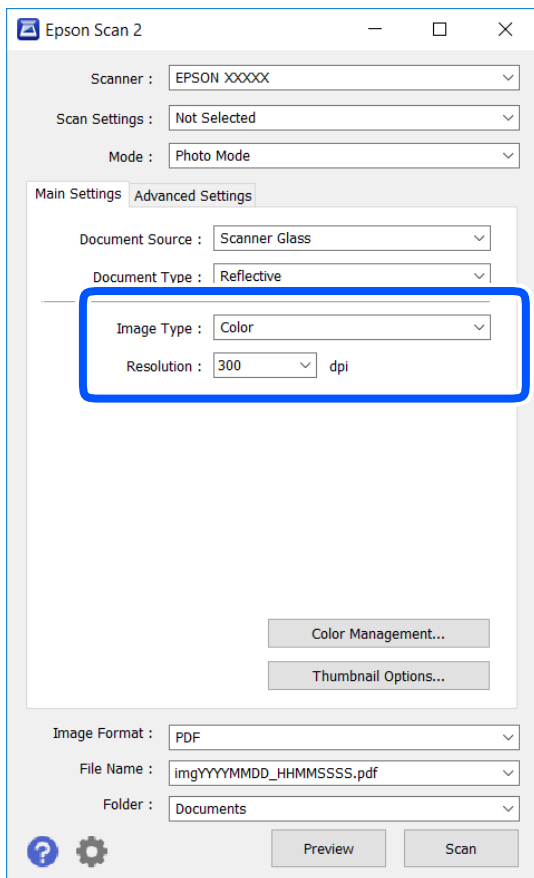 Epson Scan 2
Scanner : EPSON XXXXX
Scan Settings : Not Selected
Mode : Photo Mode
Main Settings Advanced Settings
Document Source : Scanner Glass
Document Type : Reflective
Image Type : Color
Resolution : 300 dpi
Color Management...
Thumbnail Options...
Image Format : PDF
File Name : imgYYYYMMDD_HHMMSSSS.pdf
Folder : Documents
? Preview Scan